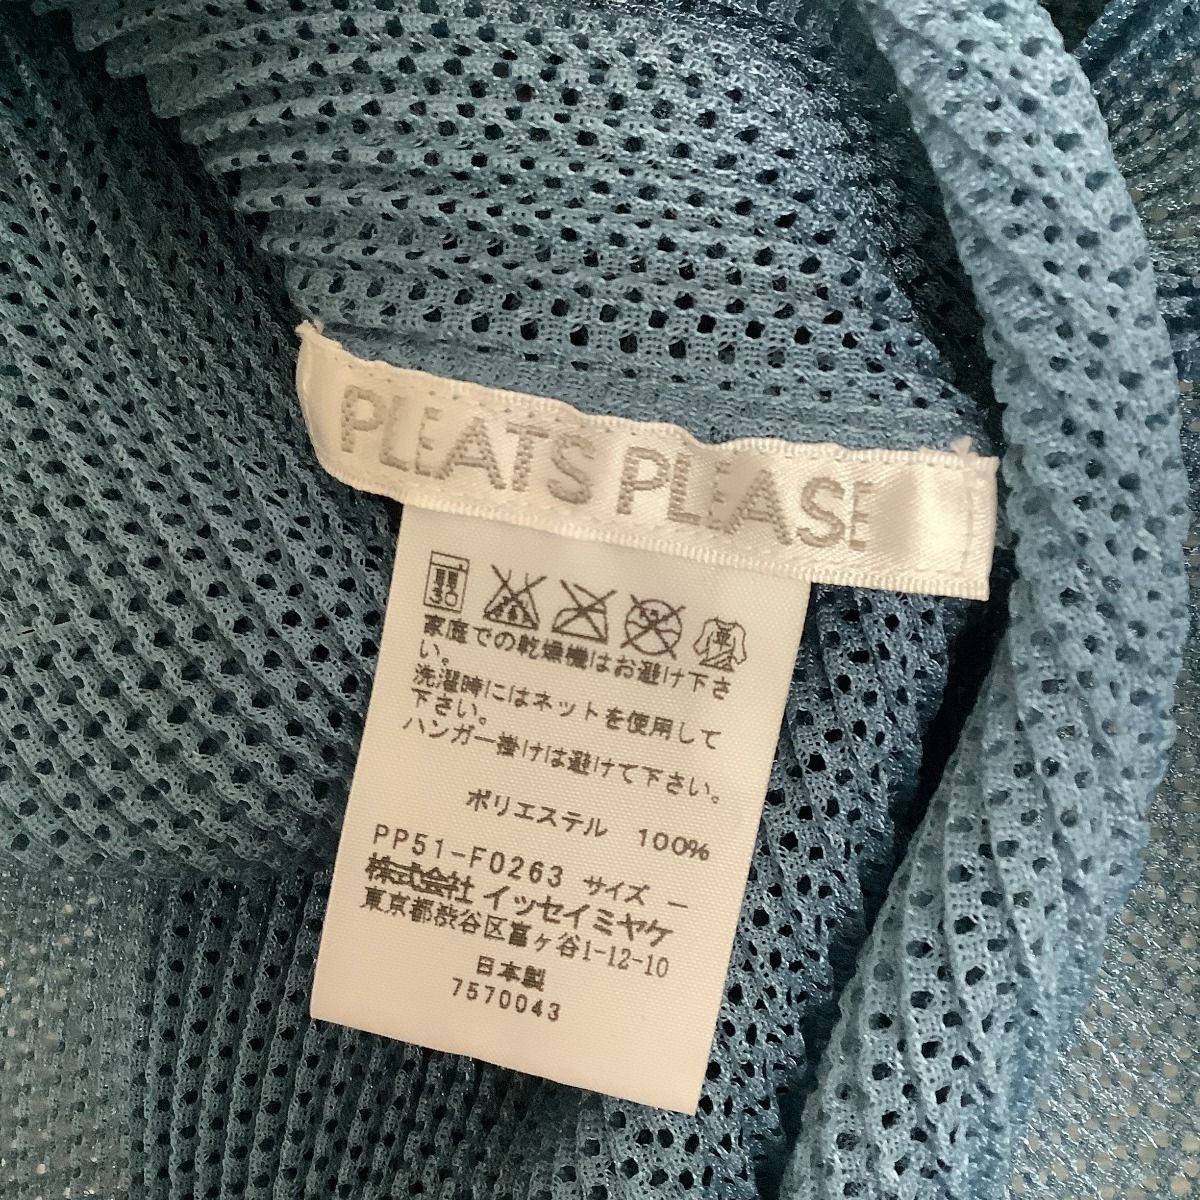 PLEATS PLEASE
家庭での乾燥機はお避け下さ
い。
洗濯時にはネットを使用して
下さい。
ハンガー掛けは避けて下さい。
ポリエステル 100%
PP51-F0263 サイズ ー
株式会社 イッセイミヤケ
東京都渋谷区富ヶ谷1-12-10
日本製
7570043